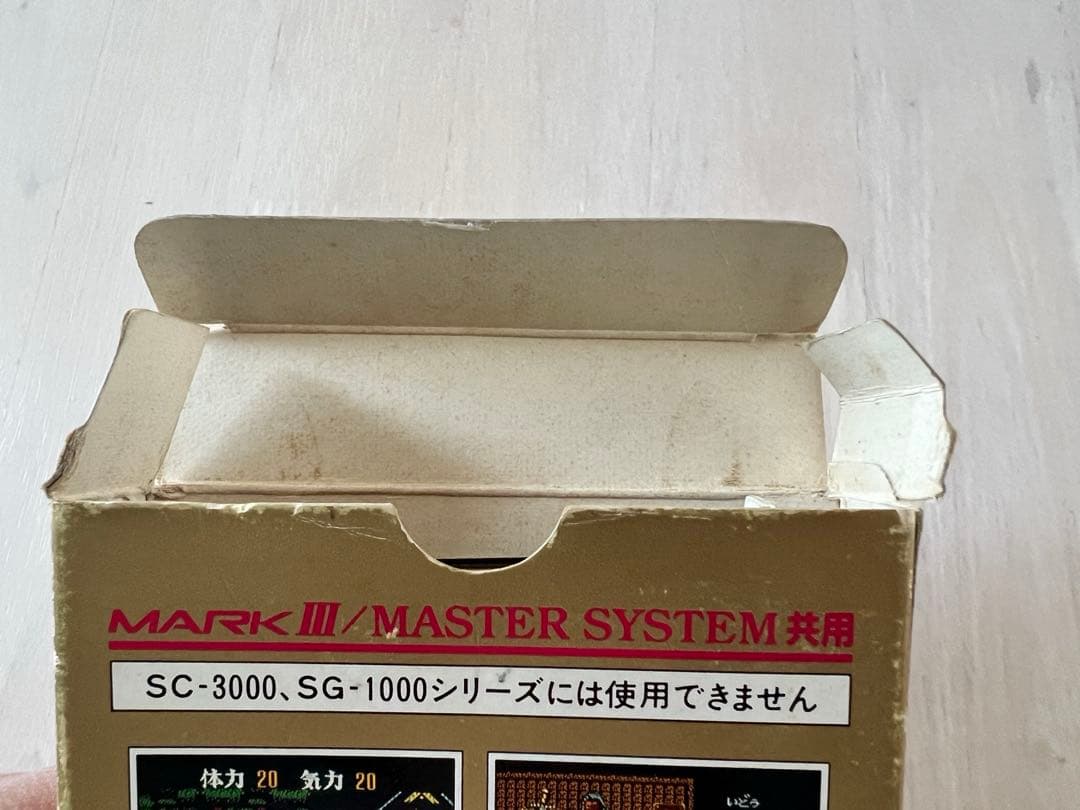 MARK III/MASTER SYSTEM共用
SC-3000、SG-1000シリーズには使用できません
体力 20 気力 20
いどう